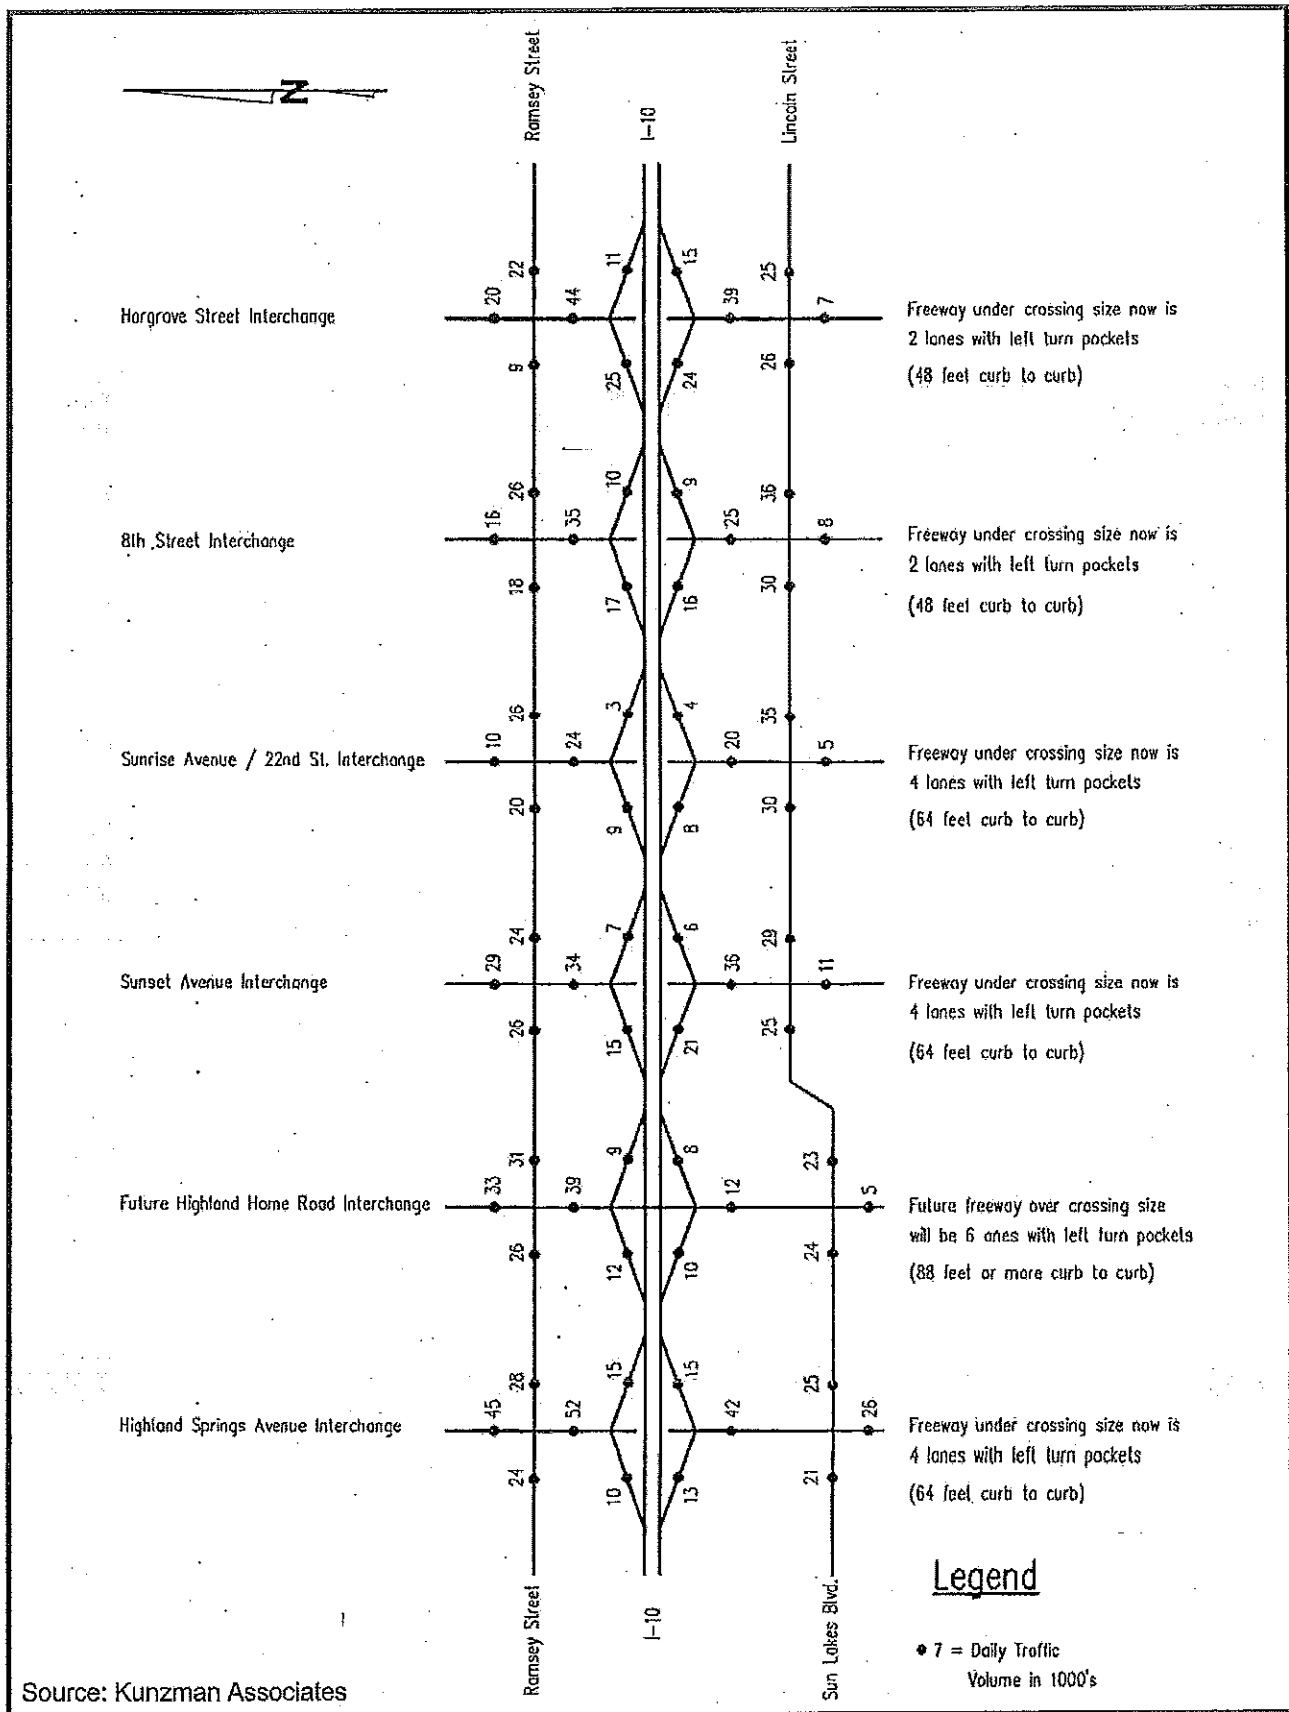 N
Ramsey Street
I-10
Lincoln Street
Hargrove Street Interchange
20
22
44
9
11
25
15
24
39
25
7
26
Freeway under crossing size now is
2 lanes with left turn pockets
(48 feet curb to curb)
8th Street Interchange
16
26
35
18
10
17
9
16
25
36
8
30
Freeway under crossing size now is
2 lanes with left turn pockets
(48 feet curb to curb)
Sunrise Avenue / 22nd St. Interchange
10
26
24
20
3
9
4
8
20
35
5
30
Freeway under crossing size now is
4 lanes with left turn pockets
(64 feet curb to curb)
Sunset Avenue Interchange
29
24
34
26
7
15
6
21
36
29
11
25
Freeway under crossing size now is
4 lanes with left turn pockets
(64 feet curb to curb)
Future Highland Home Road Interchange
33
31
39
26
9
12
8
10
12
23
5
24
Future freeway over crossing size
will be 6 anes with left turn pockets
(88 feet or more curb to curb)
Highland Springs Avenue Interchange
45
28
52
24
15
10
15
13
42
25
26
21
Freeway under crossing size now is
4 lanes with left turn pockets
(64 feet curb to curb)
Ramsey Street
I-10
Sun Lakes Blvd.
Legend
7 = Daily Traffic
Volume in 1000's
Source: Kunzman Associates